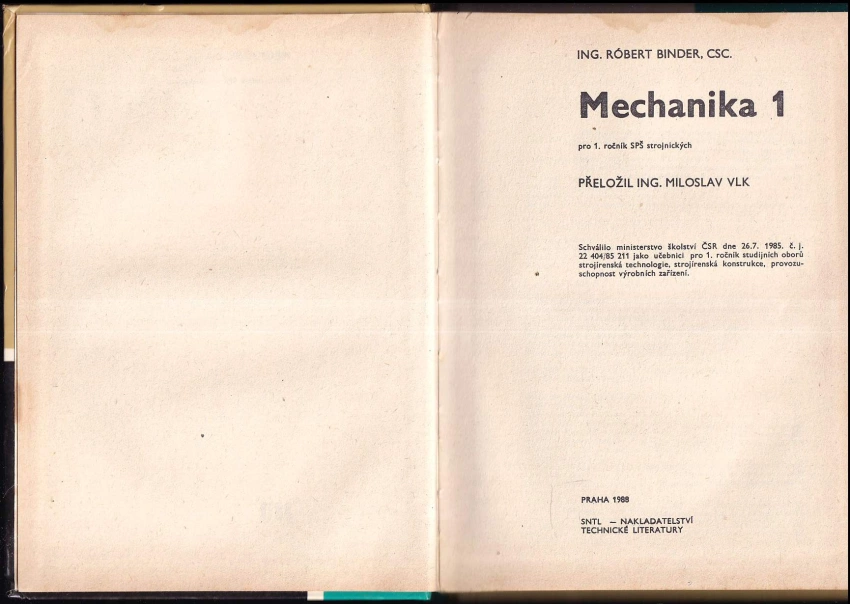 ING. RÓBERT BINDER, CSC.
Mechanika 1
pro 1. ročník SPŠ strojnických
PŘELOŽIL ING. MILOSLAV VLK
Schválilo ministerstvo školství ČSR dne 26.7. 1985. č. j.
22 404/85 211 jako učebnici pro 1. ročník studijních oborů
strojírenská technologie, strojírenská konstrukce, provozu-
schopnost výrobních zařízení.
PRAHA 1988
SNTL — NAKLADATELSTVÍ
TECHNICKÉ LITERATURY